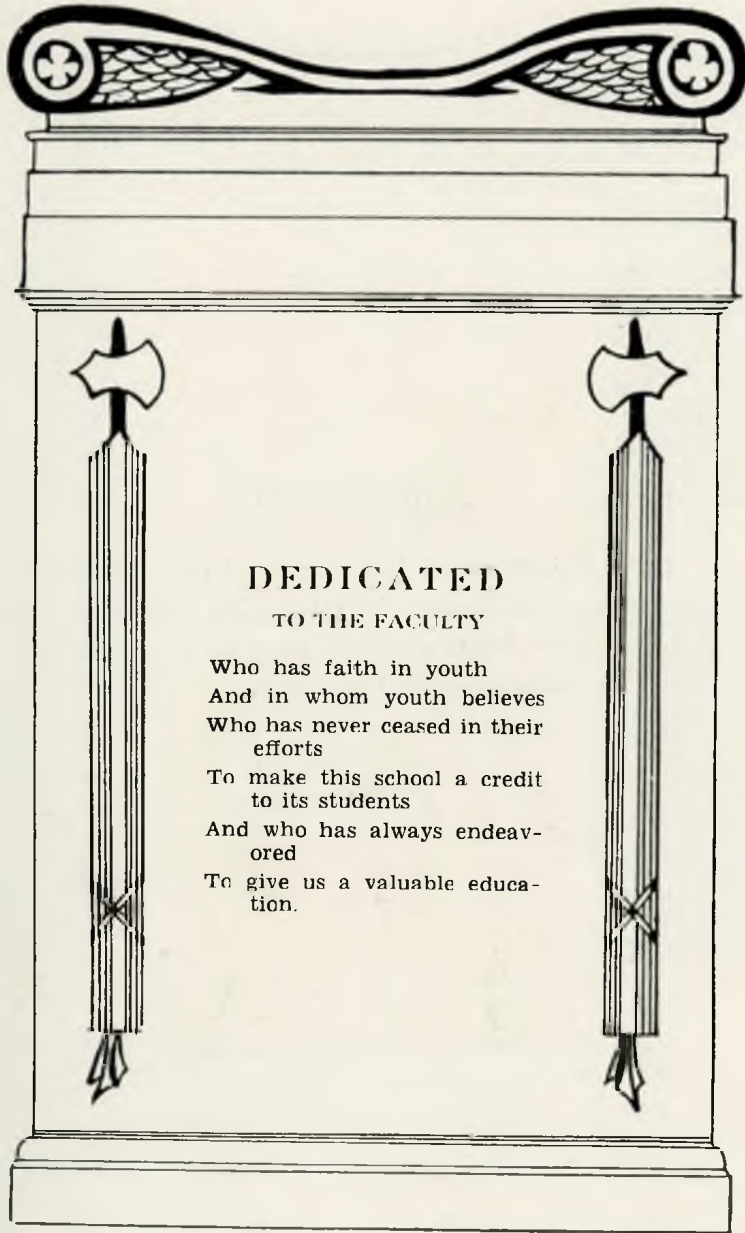 DEDICATED
TO THE FACULTY
Who has faith in youth
And in whom youth believes
Who has never ceased in their
efforts
To make this school a credit
to its students
And who has always endeav-
ored
To give us a valuable educa-
tion.